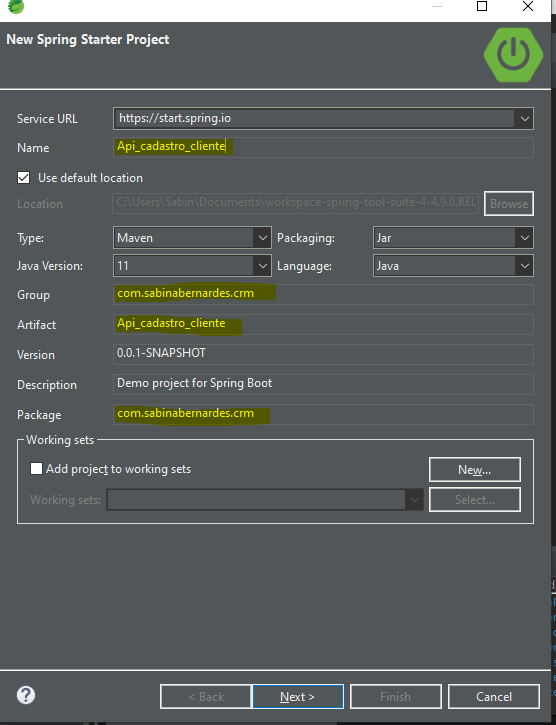 New Spring Starter Project
Service URL https://start.spring.io
Name Api_cadastro_cliente
Use default location
Location C:\Users\Sabin\Documents\workspace-spring-tool-suite-4-4.9.0.REL Browse
Type: Maven Packaging: Jar
Java Version: 11 Language: Java
Group com.sabinabernardes.crm
Artifact Api_cadastro_cliente
Version 0.0.1-SNAPSHOT
Description Demo project for Spring Boot
Package com.sabinabernardes.crm
Working sets
Add project to working sets New...
Working sets: Select...
? < Back Next > Finish Cancel